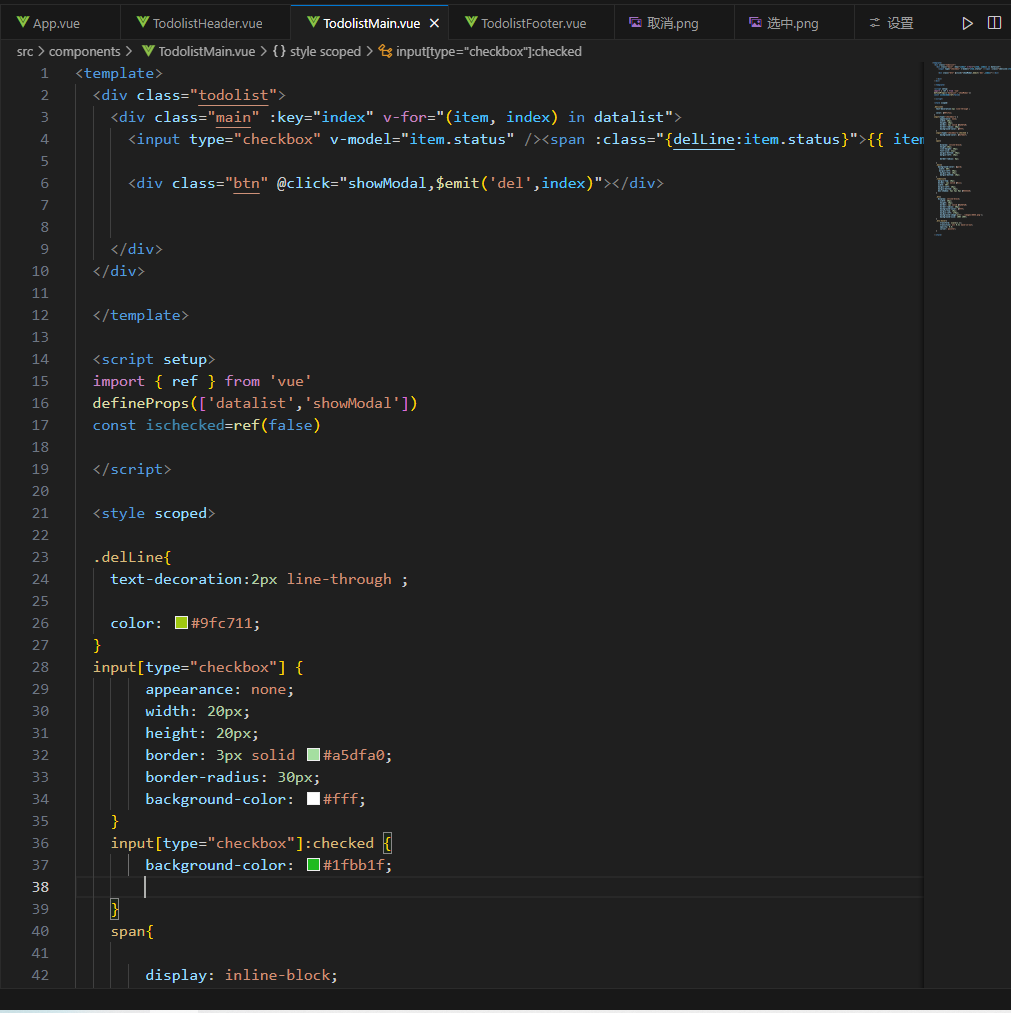 App.vue TodolistHeader.vue TodolistMain.vue × TodolistFooter.vue 取消.png 选中.png 设置
src > components > TodolistMain.vue > {} style scoped > input[type="checkbox"]:checked
1 <template>
2 <div class="todolist">
3 <div class="main" :key="index" v-for="(item, index) in datalist">
4 <input type="checkbox" v-model="item.status" /><span :class="{delLine:item.status}">{{ item
5
6 <div class="btn" @click="showModal,$emit('del',index)"></div>
7
8
9 </div>
10 </div>
11
12 </template>
13
14 <script setup>
15 import { ref } from 'vue'
16 defineProps(['datalist','showModal'])
17 const ischecked=ref(false)
18
19 </script>
20
21 <style scoped>
22
23 .delLine{
24 text-decoration:2px line-through ;
25
26 color: #9fc711;
27 }
28 input[type="checkbox"] {
29 appearance: none;
30 width: 20px;
31 height: 20px;
32 border: 3px solid #a5dfa0;
33 border-radius: 30px;
34 background-color: #fff;
35 }
36 input[type="checkbox"]:checked {
37 background-color: #1fbb1f;
38
39 }
40 span{
41
42 display: inline-block;